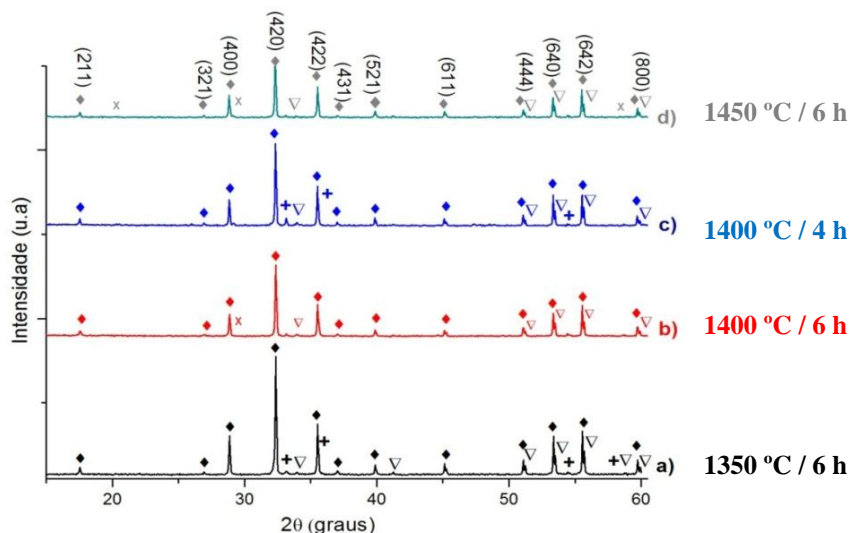 (211)
(321)
(400)
(420)
(422)
(431)
(521)
(611)
(444)
(640)
(642)
(800)
x
x
x
d)
1450 ºC / 6 h
+
+
+
c)
1400 ºC / 4 h
x
b)
1400 ºC / 6 h
+
+
+
+
a)
1350 ºC / 6 h
Intensidade (u.a)
20
30
40
50
60
2θ (graus)